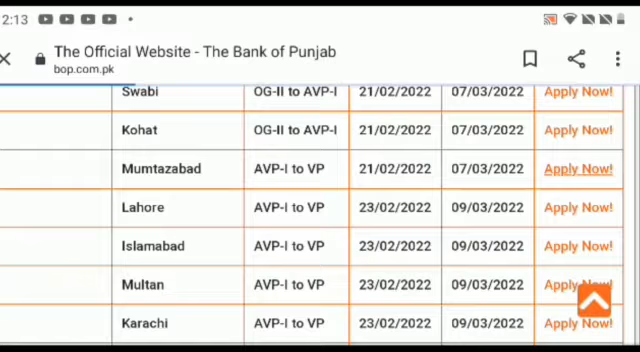 2:13
The Official Website - The Bank of Punjab
bop.com.pk
Swabi OG-II to AVP-I 21/02/2022 07/03/2022 Apply Now!
Kohat OG-II to AVP-I 21/02/2022 07/03/2022 Apply Now!
Mumtazabad AVP-I to VP 21/02/2022 07/03/2022 Apply Now!
Lahore AVP-I to VP 23/02/2022 09/03/2022 Apply Now!
Islamabad AVP-I to VP 23/02/2022 09/03/2022 Apply Now!
Multan AVP-I to VP 23/02/2022 09/03/2022 Apply Now!
Karachi AVP-I to VP 23/02/2022 09/03/2022 Apply Now!